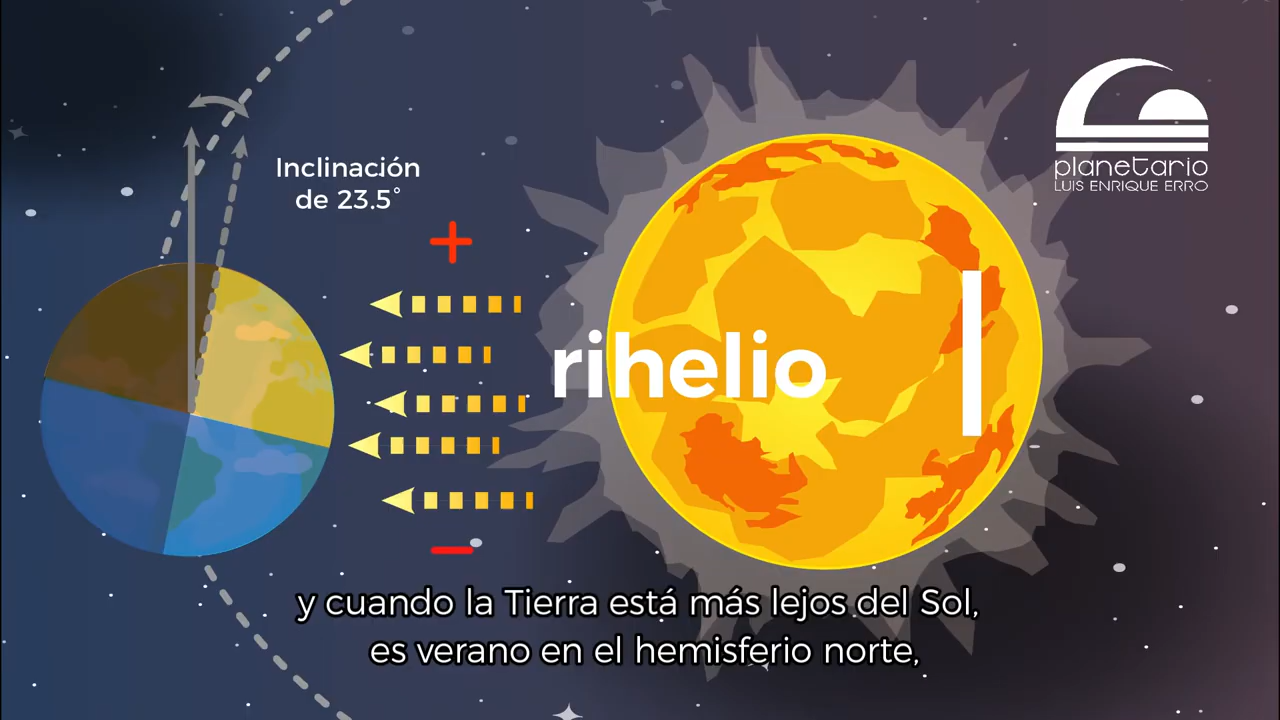 Inclinación
de 23.5°
+
rihelio
planetario
LUIS ENRIQUE ERRO
−
y cuando la Tierra está más lejos del Sol,
es verano en el hemisferio norte,